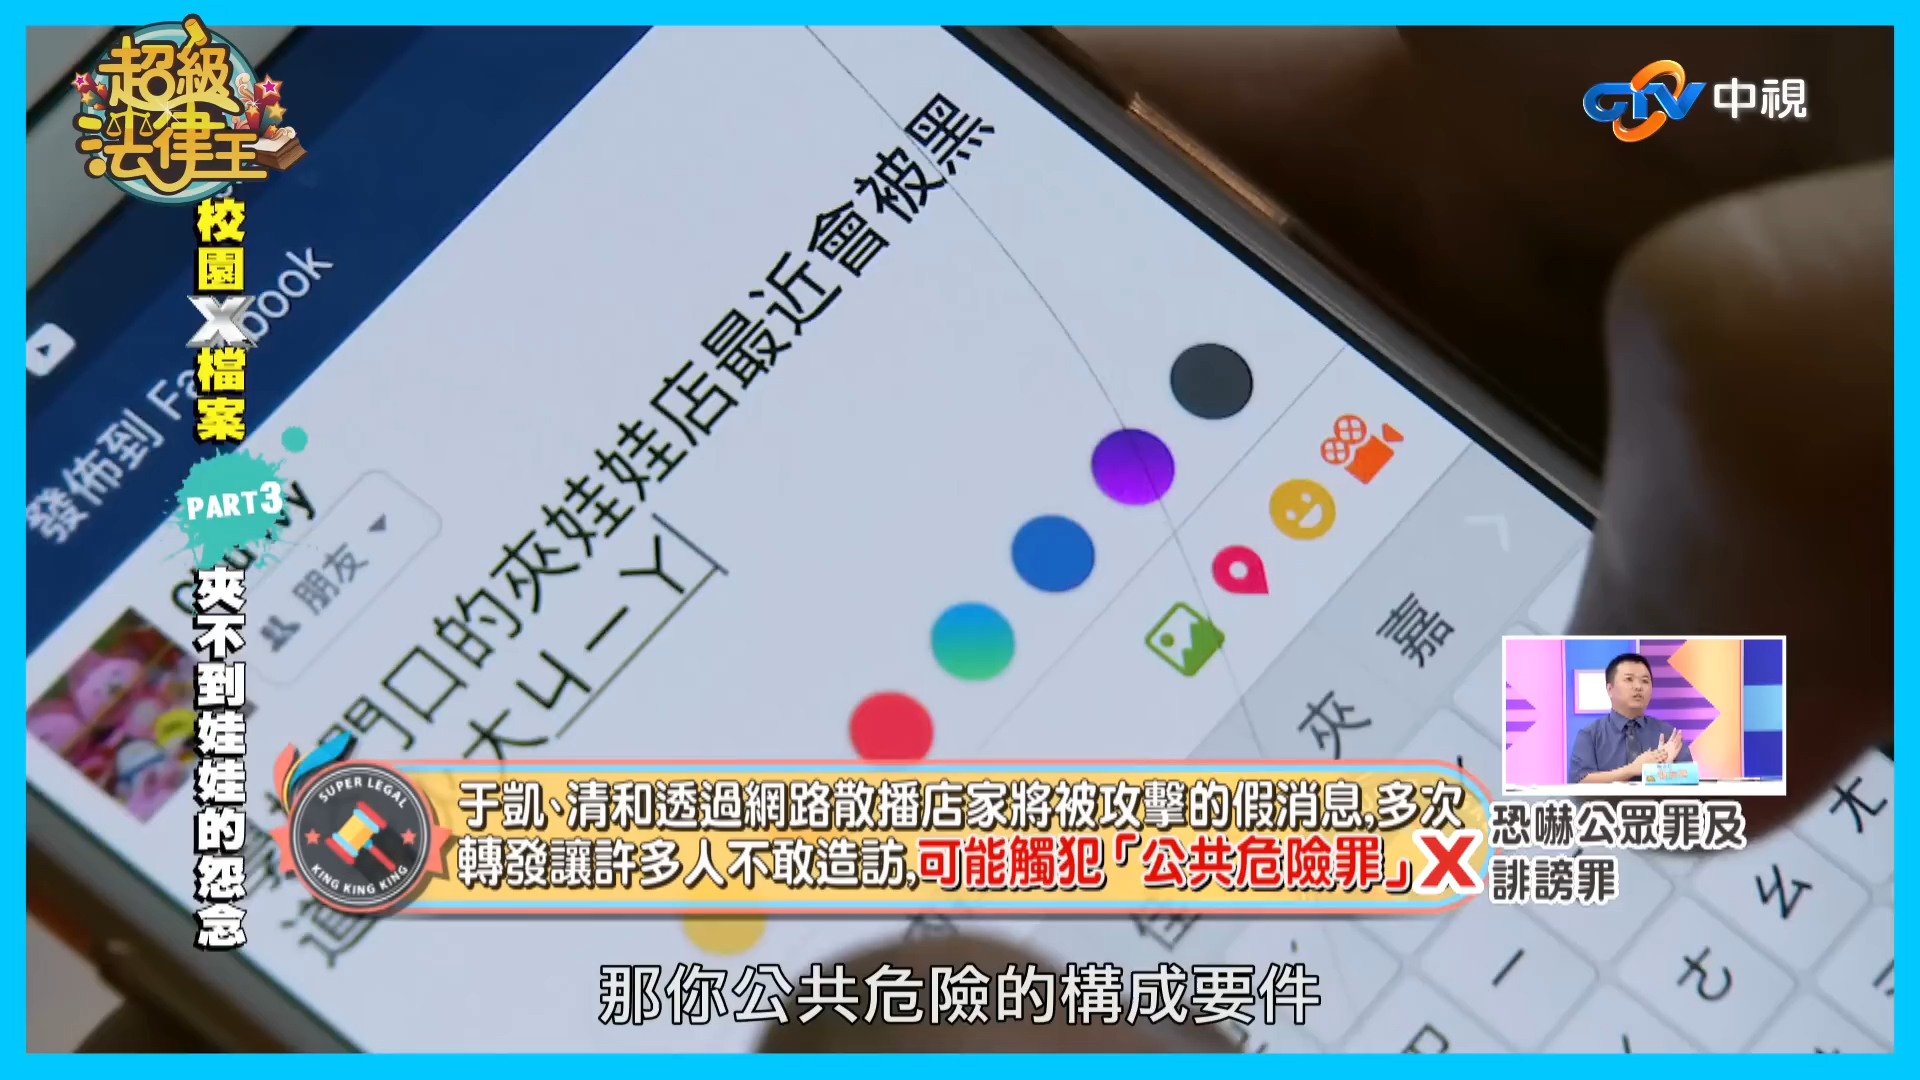 超級
法律王
CTV 中視
校園X檔案
PART3
夾不到娃娃的怨念
發佈到 Facebook
朋友
門口的夾娃娃店最近會被黑
道
大ㄐㄧㄚ
嘉
夾
佳
ㄤ
ㄠ
ㄧ
ㄜ
SUPER LEGAL
KING KING KING
于凱、清和透過網路散播店家將被攻擊的假消息,多次
轉發讓許多人不敢造訪,可能觸犯「公共危險罪」X
恐嚇公眾罪及
誹謗罪
那你公共危險的構成要件